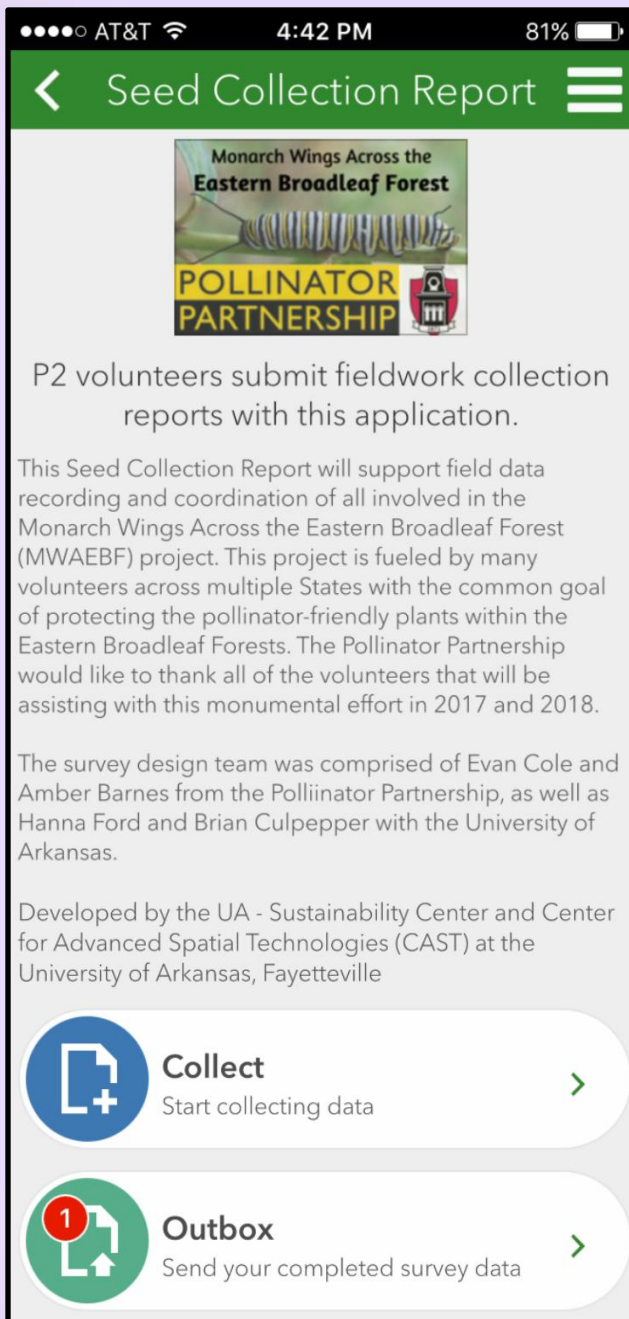 AT&T 4:42 PM 81%
Seed Collection Report
Monarch Wings Across the
Eastern Broadleaf Forest
POLLINATOR
PARTNERSHIP
P2 volunteers submit fieldwork collection
reports with this application.
This Seed Collection Report will support field data
recording and coordination of all involved in the
Monarch Wings Across the Eastern Broadleaf Forest
(MWAEBF) project. This project is fueled by many
volunteers across multiple States with the common goal
of protecting the pollinator-friendly plants within the
Eastern Broadleaf Forests. The Pollinator Partnership
would like to thank all of the volunteers that will be
assisting with this monumental effort in 2017 and 2018.
The survey design team was comprised of Evan Cole and
Amber Barnes from the Polliinator Partnership, as well as
Hanna Ford and Brian Culpepper with the University of
Arkansas.
Developed by the UA - Sustainability Center and Center
for Advanced Spatial Technologies (CAST) at the
University of Arkansas, Fayetteville
Collect
Start collecting data
1
Outbox
Send your completed survey data